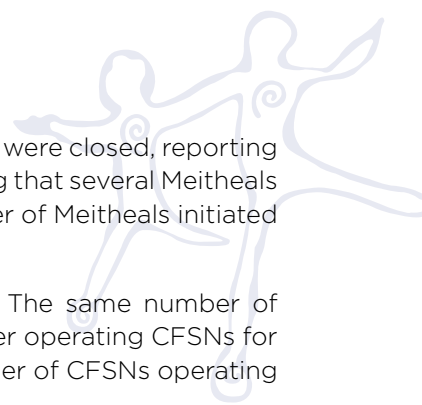 were closed, reporting
g that several Meitheals
er of Meitheals initiated
The same number of
er operating CFSNs for
er of CFSNs operating